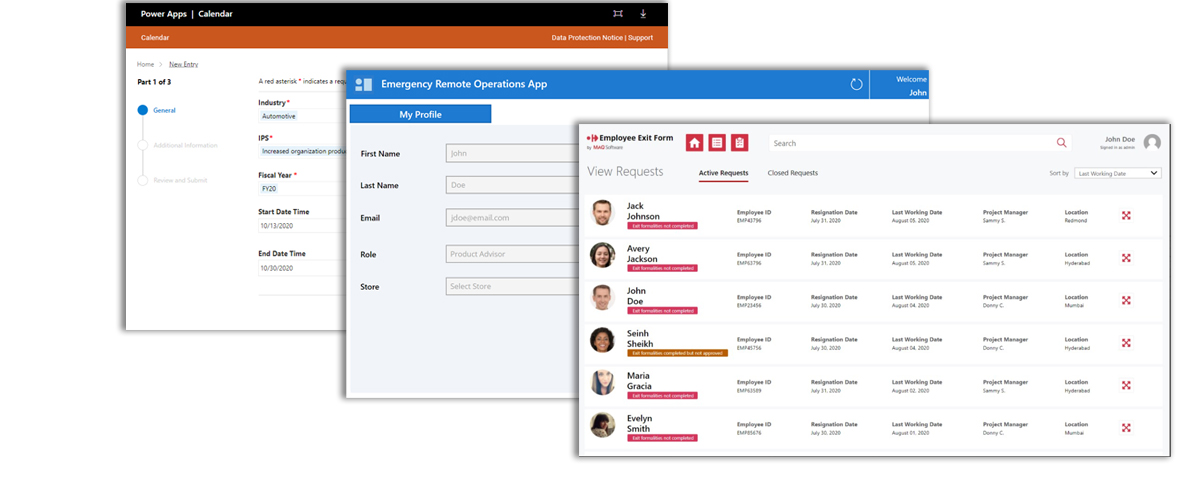 Power Apps | Calendar
Calendar
Data Protection Notice | Support
Home > New Entry
Part 1 of 3
A red asterisk * indicates a requ
General
Additional Information
Review and Submit
Industry*
Automotive
IPS*
Increased organization produc
Fiscal Year *
FY20
Start Date Time
10/13/2020
End Date Time
10/30/2020
Emergency Remote Operations App
Welcome
John
My Profile
First Name
John
Last Name
Doe
Email
jdoe@email.com
Role
Product Advisor
Store
Select Store
Employee Exit Form
by MAQ Software
Search
John Doe
Signed in as admin
View Requests
Active Requests
Closed Requests
Sort by
Last Working Date
Jack
Johnson
Exit formalities not completed
Employee ID
EMP43796
Resignation Date
July 31, 2020
Last Working Date
August 05, 2020
Project Manager
Sammy S.
Location
Redmond
Avery
Jackson
Exit formalities not completed
Employee ID
EMP63796
Resignation Date
July 31, 2020
Last Working Date
August 05, 2020
Project Manager
Sammy S.
Location
Hyderabad
John
Doe
Exit formalities not completed
Employee ID
EMP23456
Resignation Date
July 30, 2020
Last Working Date
August 04, 2020
Project Manager
Donny C.
Location
Mumbai
Seinh
Sheikh
Exit formalities completed but not approved
Employee ID
EMP45756
Resignation Date
July 30, 2020
Last Working Date
August 04, 2020
Project Manager
Donny C.
Location
Hyderabad
Maria
Gracia
Exit formalities not completed
Employee ID
EMP63589
Resignation Date
July 31, 2020
Last Working Date
August 02, 2020
Project Manager
Sammy S.
Location
Hyderabad
Evelyn
Smith
Exit formalities not completed
Employee ID
EMP85676
Resignation Date
July 30, 2020
Last Working Date
August 01, 2020
Project Manager
Donny C.
Location
Mumbai